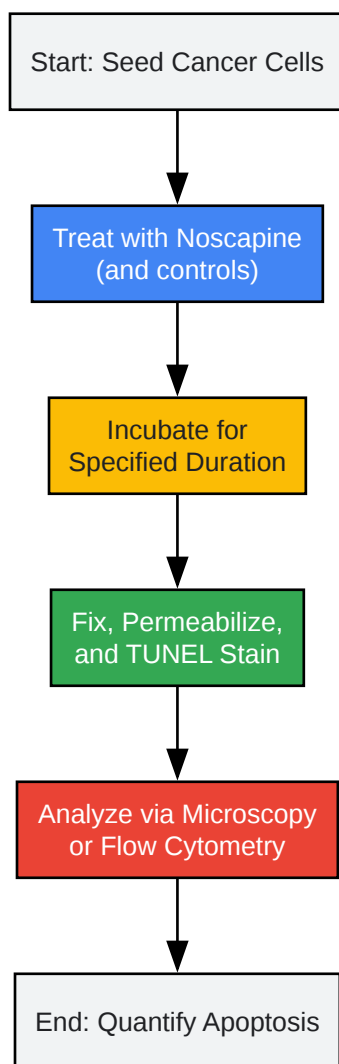 Start: Seed Cancer Cells
Treat with Noscapine
(and controls)
Incubate for
Specified Duration
Fix, Permeabilize,
and TUNEL Stain
Analyze via Microscopy
or Flow Cytometry
End: Quantify Apoptosis